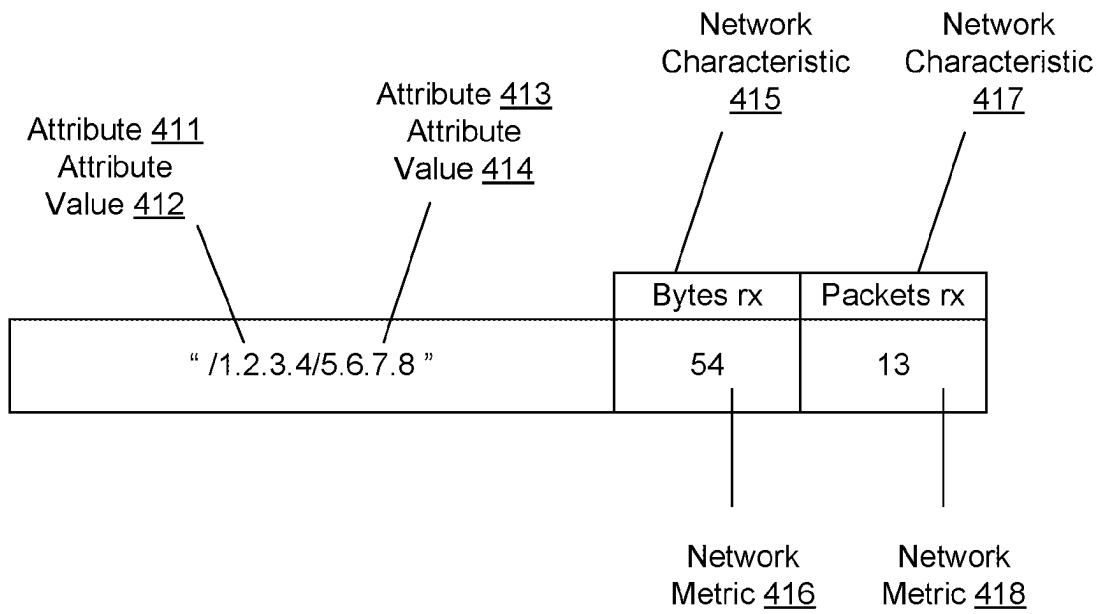 Network
Characteristic
415
Network
Characteristic
417
Attribute 413
Attribute
Value 414
Attribute 411
Attribute
Value 412
Bytes rx
Packets rx
“ /1.2.3.4/5.6.7.8 ”
54
13
Network
Metric 416
Network
Metric 418